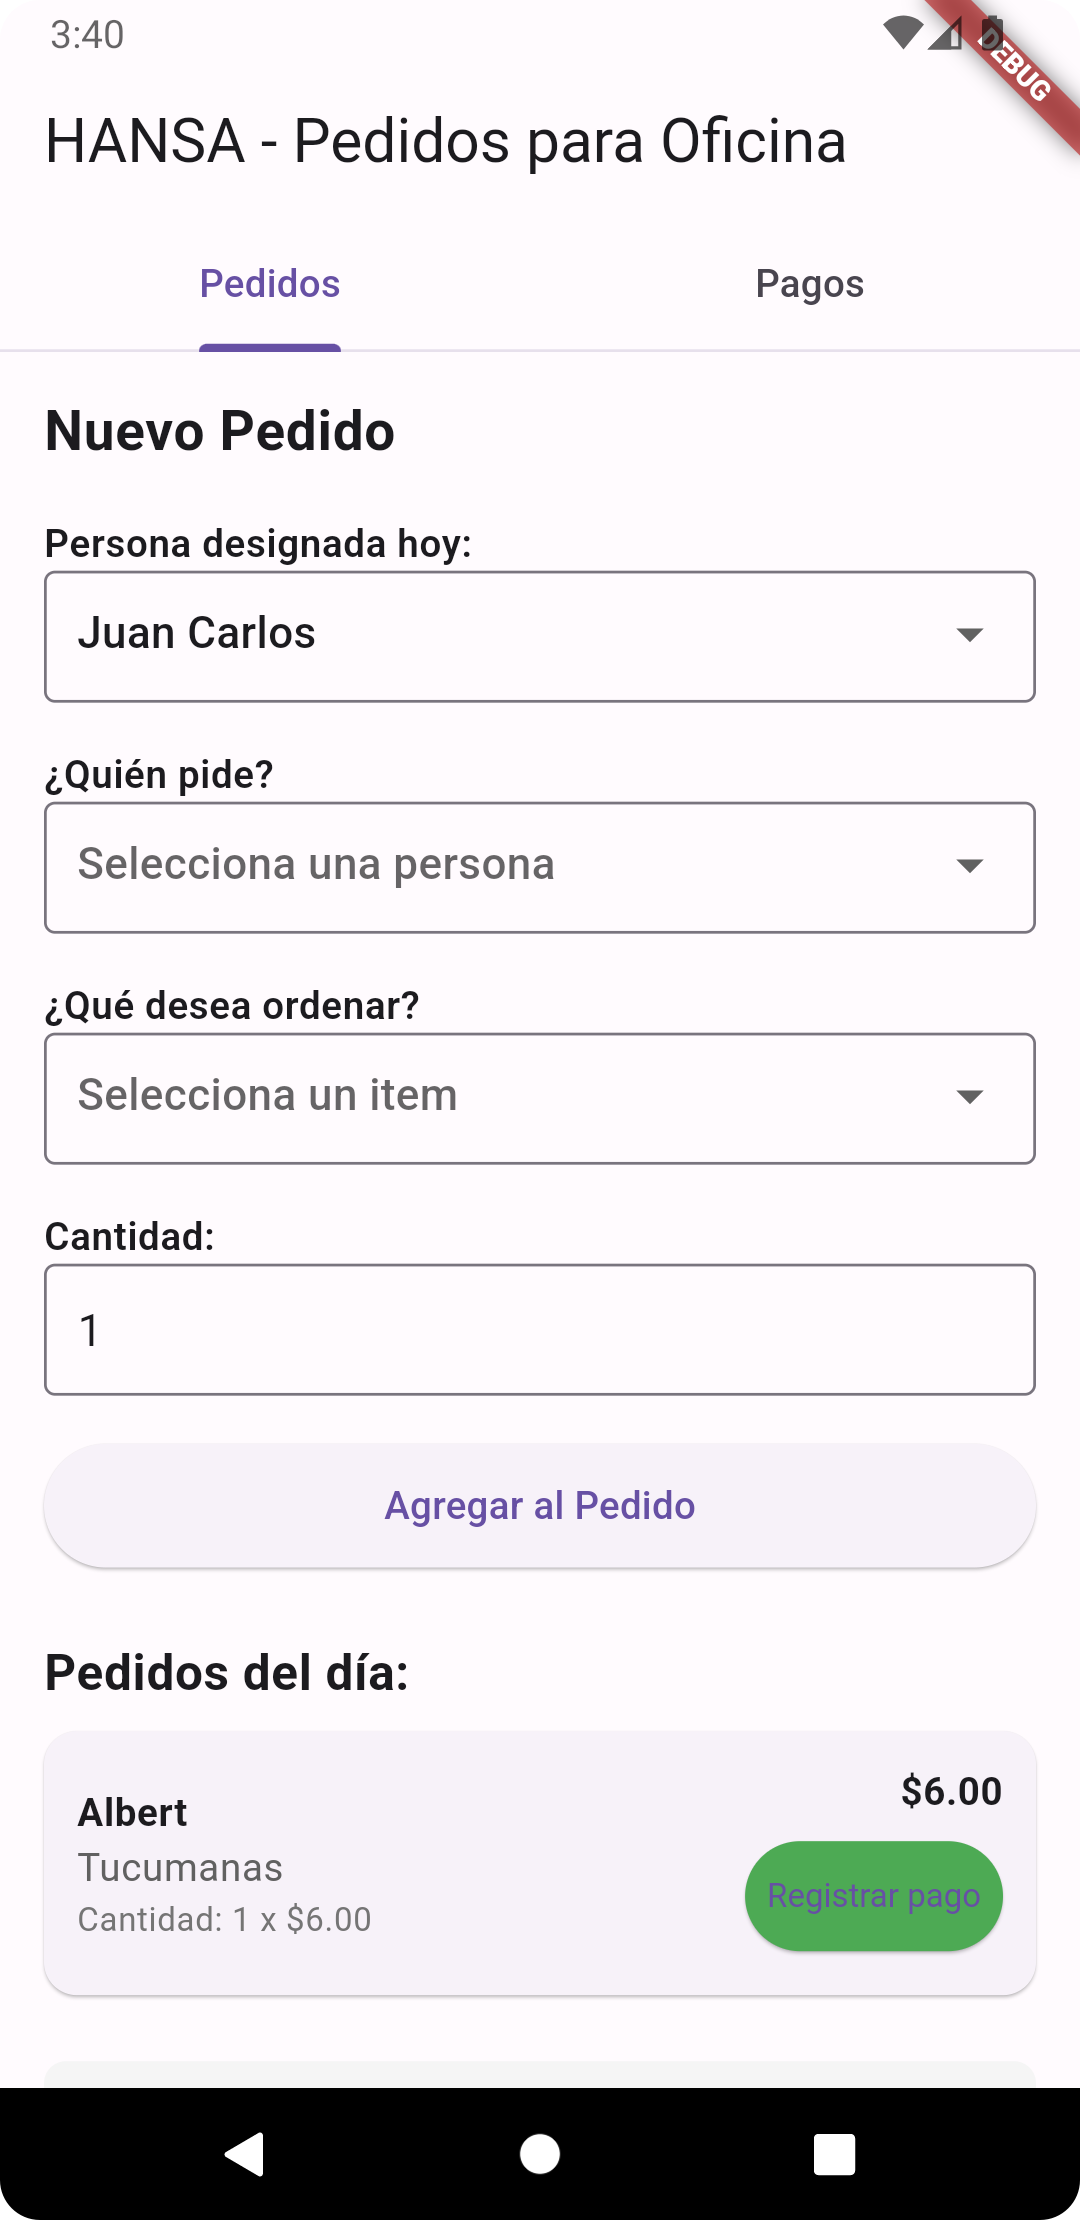 3:40
DEBUG
HANSA - Pedidos para Oficina
Pedidos
Pagos
Nuevo Pedido
Persona designada hoy:
Juan Carlos
¿Quién pide?
Selecciona una persona
¿Qué desea ordenar?
Selecciona un item
Cantidad:
1
Agregar al Pedido
Pedidos del día:
$6.00
Albert
Tucumanas
Cantidad: 1 x $6.00
Registrar pago